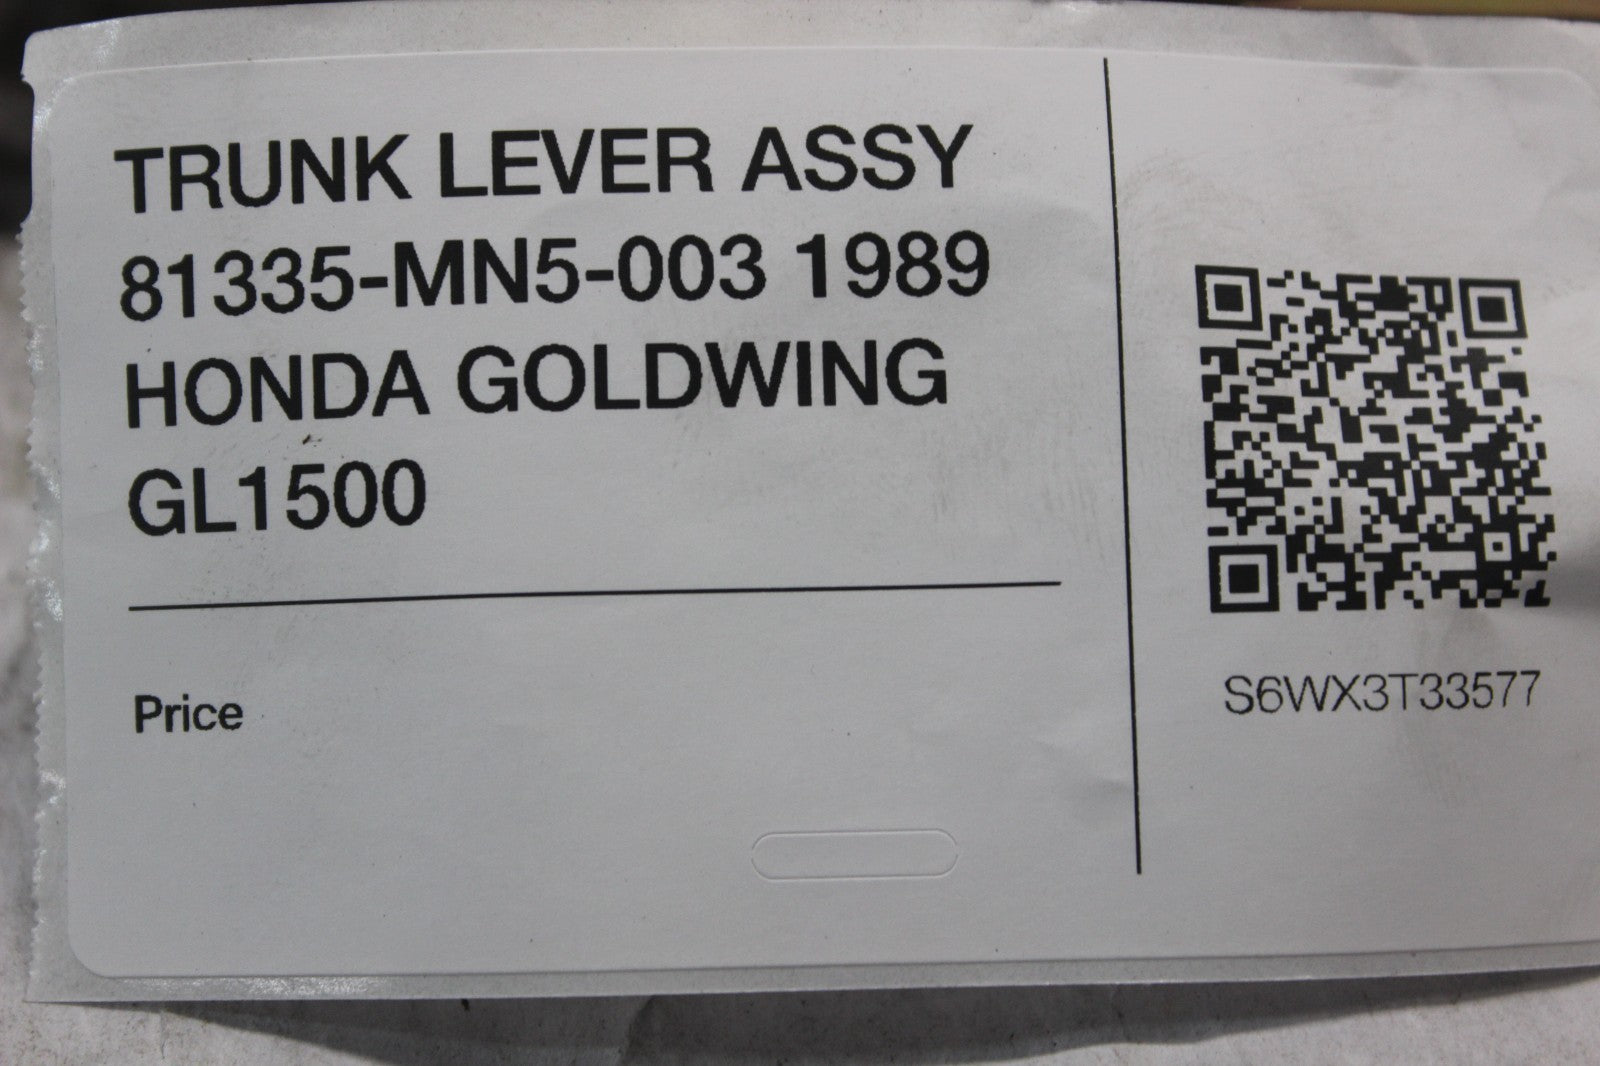 TRUNK LEVER ASSY
81335-MN5-003 1989
HONDA GOLDWING
GL1500
Price
S6WX3T33577